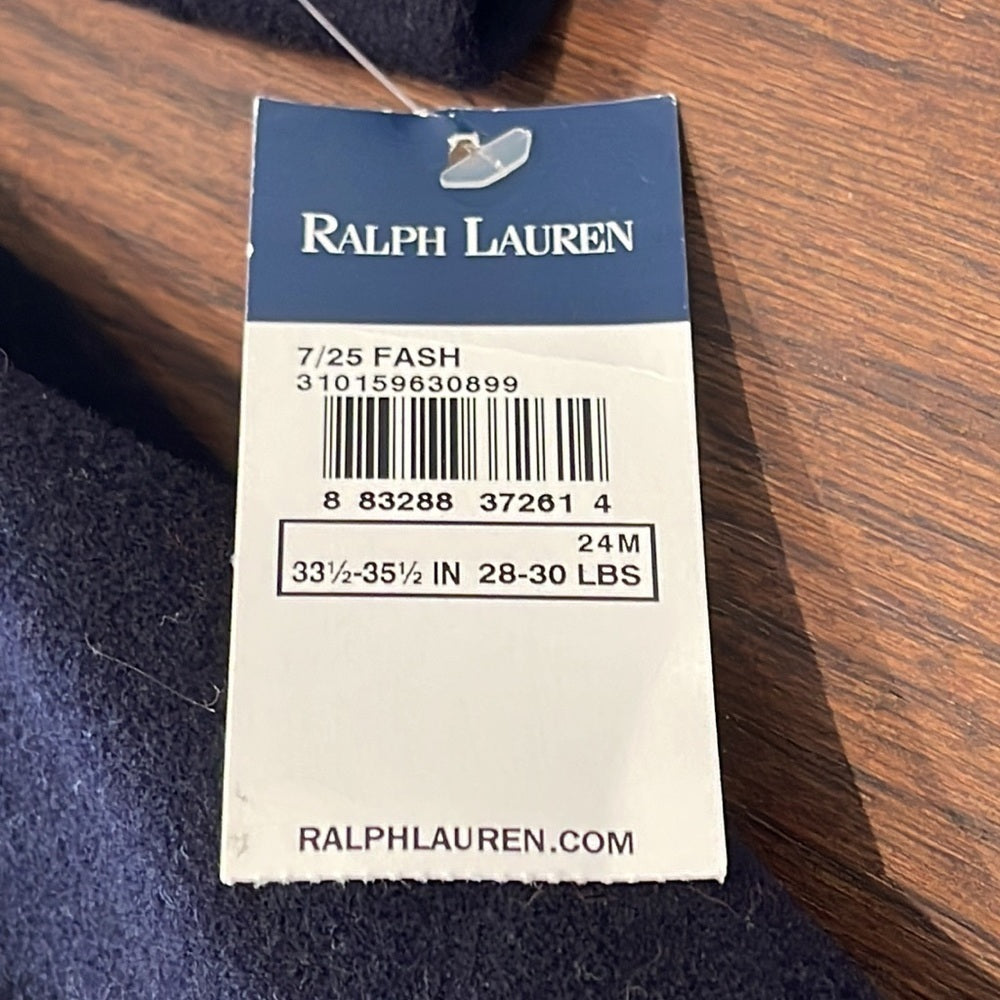 RALPH LAUREN
7/25 FASH
310159630899
8 83288 37261 4
24M
33½-35½ IN 28-30 LBS
RALPHLAUREN.COM